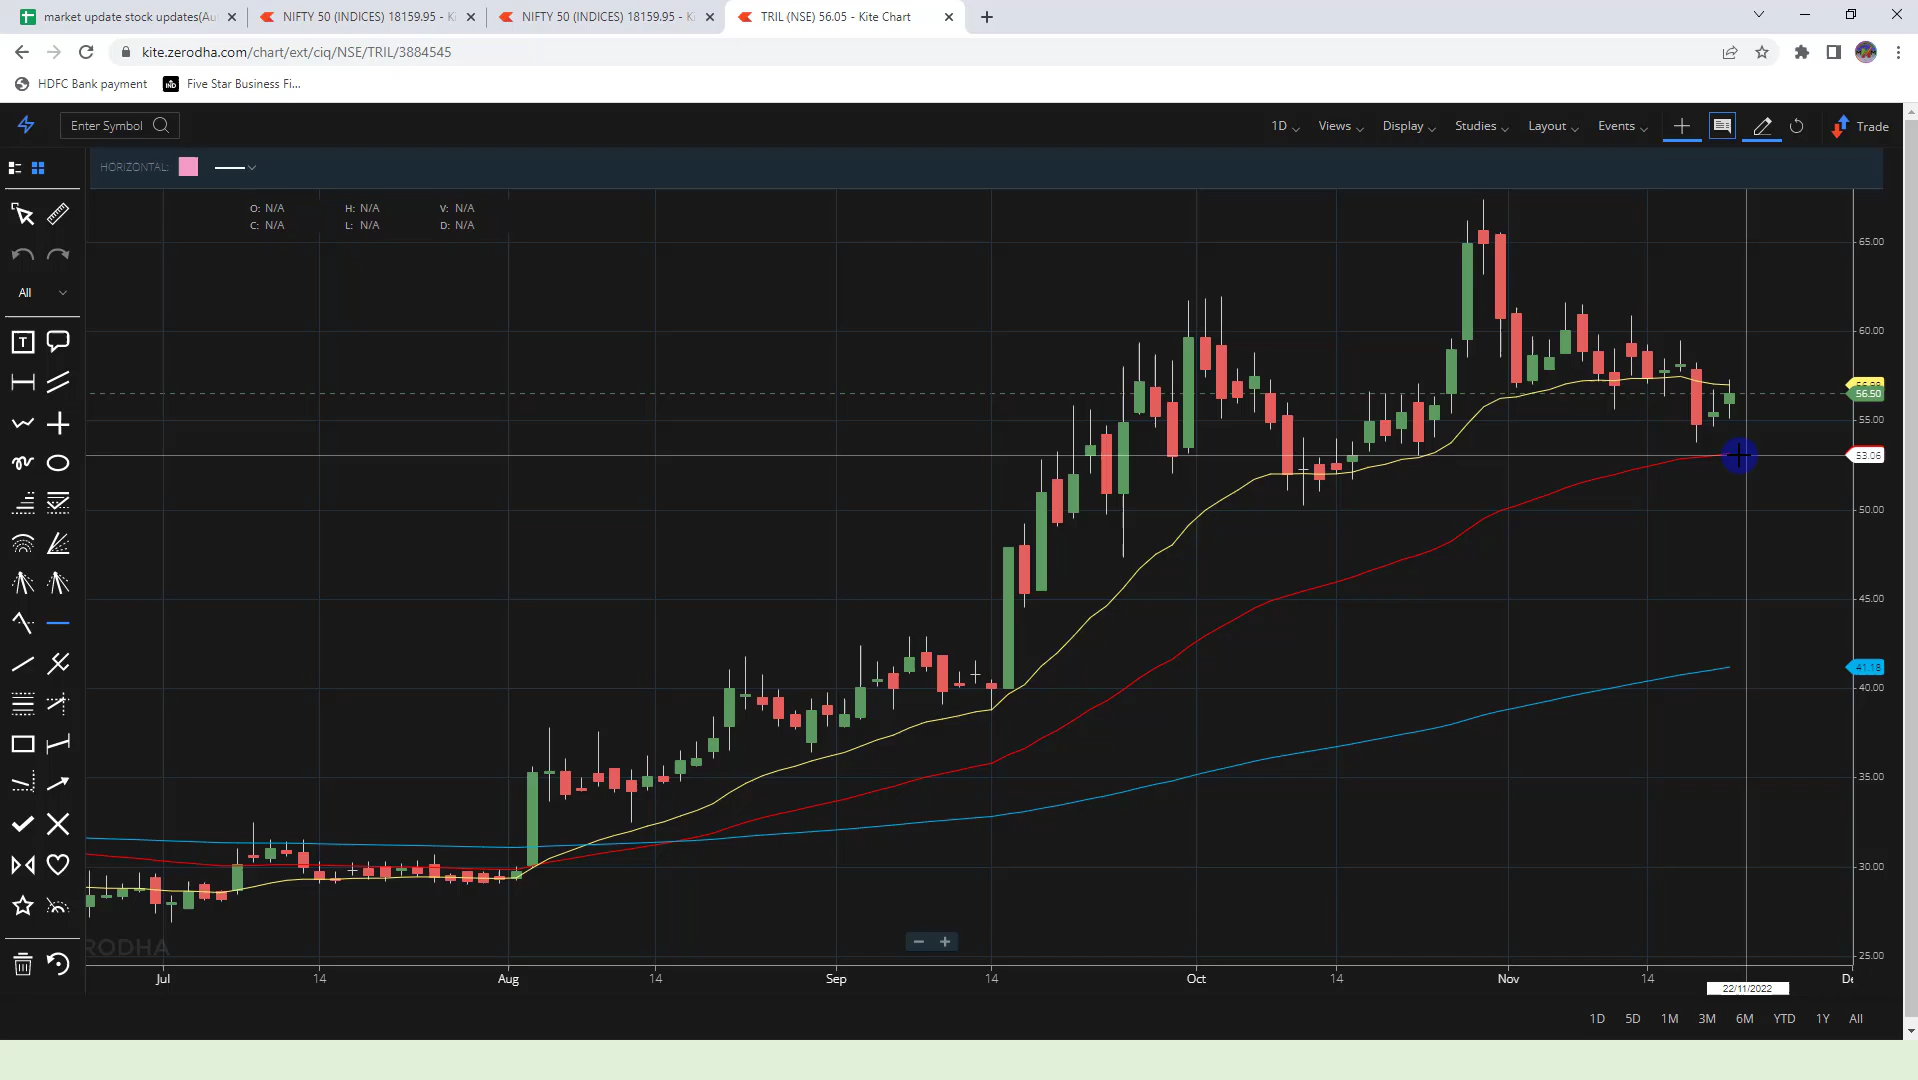 market update stock updates(Au
NIFTY 50 (INDICES) 18159.95 - Ki
NIFTY 50 (INDICES) 18159.95 - Ki
TRIL (NSE) 56.05 - Kite Chart
kite.zerodha.com/chart/ext/ciq/NSE/TRIL/3884545
HDFC Bank payment
IND
Five Star Business Fi...
Enter Symbol
1D
Views
Display
Studies
Layout
Events
Trade
HORIZONTAL:
O: N/A H: N/A V: N/A
C: N/A L: N/A D: N/A
All
T
65.00
60.00
56.50
55.00
53.06
50.00
45.00
41.18
40.00
35.00
30.00
25.00
RODHA
Jul 14 Aug 14 Sep 14 Oct 14 Nov 14 De
22/11/2022
1D 5D 1M 3M 6M YTD 1Y All